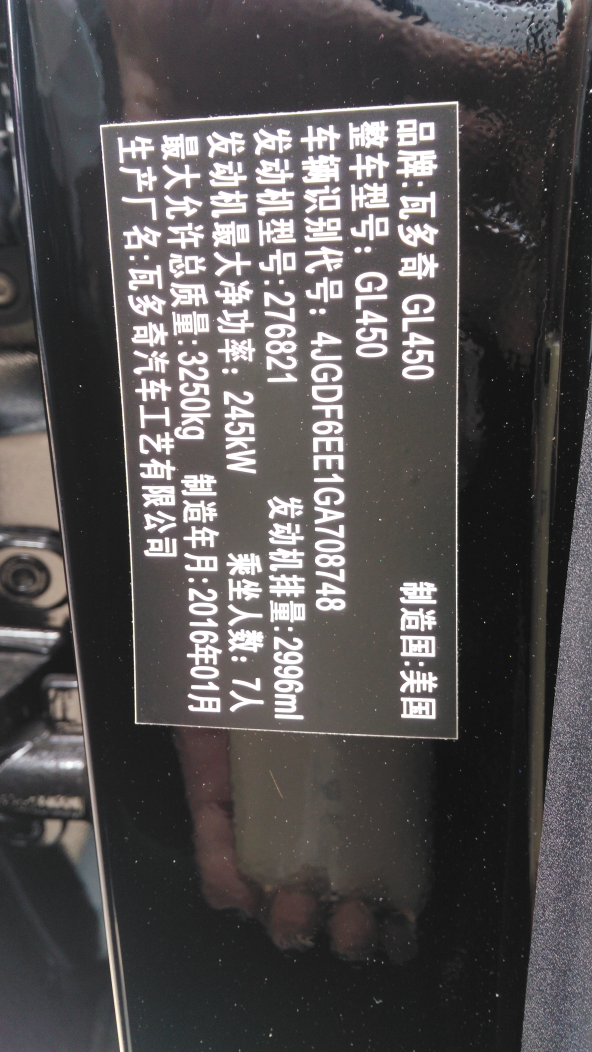 品牌:瓦多奇 GL450 制造国:美国
整车型号: GL450
车辆识别代号: 4JGDF6EE1GA708748
发动机型号:276821 发动机排量:2996ml
发动机最大净功率: 245kW 乘坐人数: 7人
最大允许总质量:3250kg 制造年月:2016年01月
生产厂名:瓦多奇汽车工艺有限公司